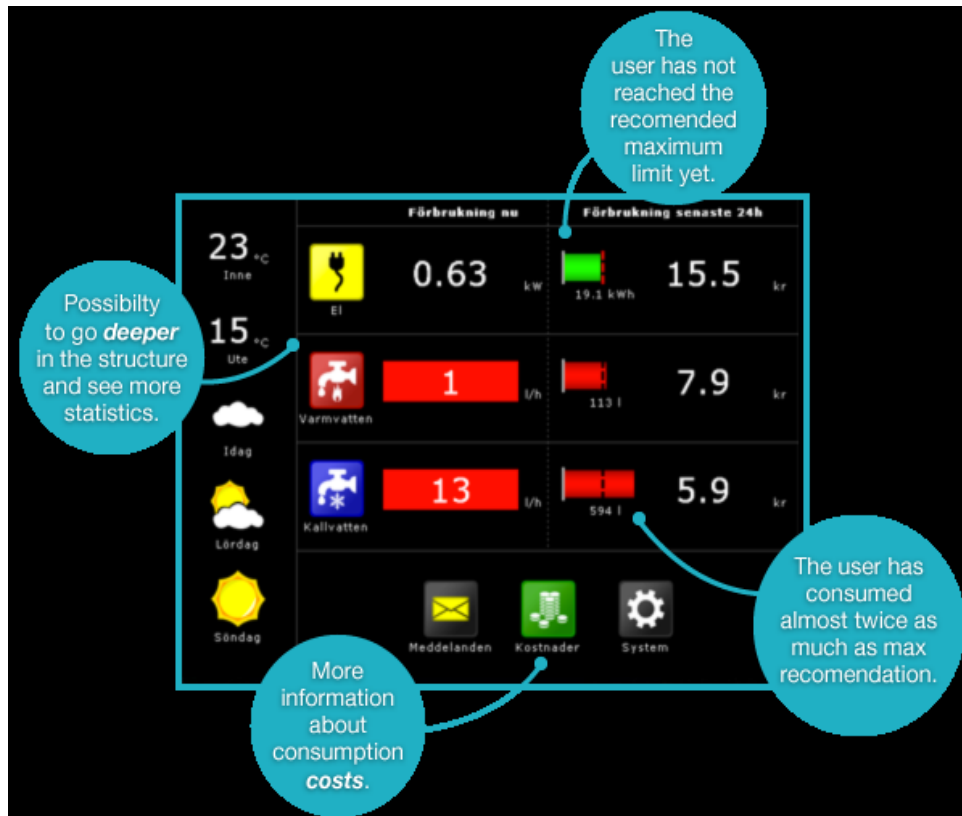 The
user has not
reached the
recomended
maximum
limit yet.
Förbrukning nu
Förbrukning senaste 24h
23 °C
Inne
El
0.63 kW
19.1 kWh
15.5 kr
Possibilty
to go deeper
in the structure
and see more
statistics.
15 °C
Ute
Varmvatten
1 l/h
113 l
7.9 kr
Idag
Kallvatten
13 l/h
594 l
5.9 kr
Lördag
Söndag
Meddelanden
Kostnader
System
The user has
consumed
almost twice as
much as max
recomendation.
More
information
about
consumption
costs.